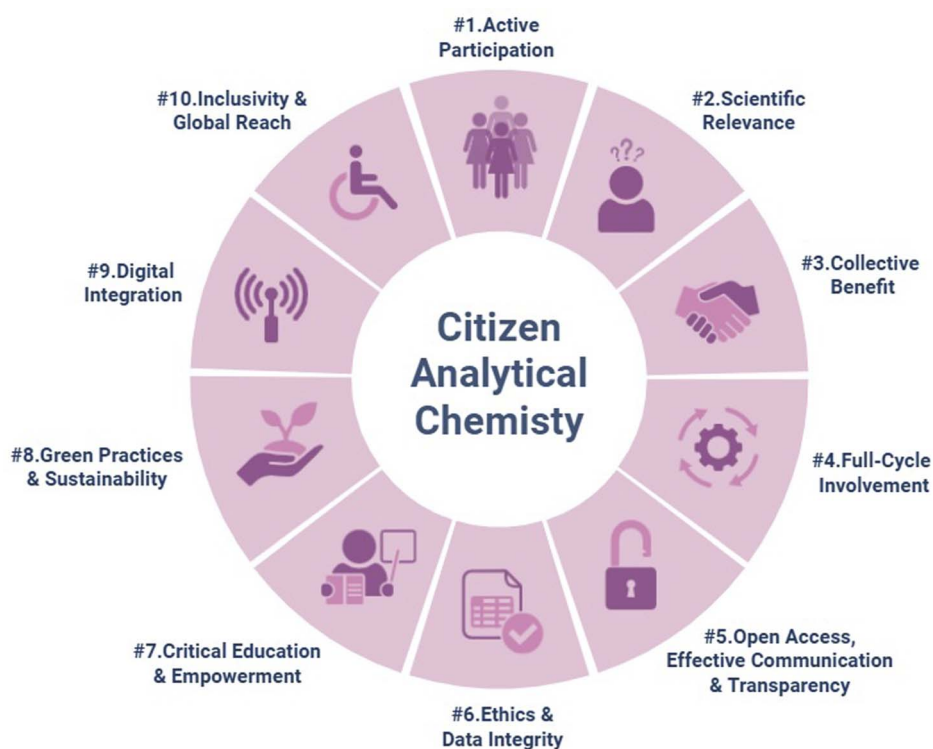 #1.Active
Participation
#2.Scientific
Relevance
#3.Collective
Benefit
#4.Full-Cycle
Involvement
#5.Open Access,
Effective Communication
& Transparency
#6.Ethics &
Data Integrity
#7.Critical Education
& Empowerment
#8.Green Practices
& Sustainability
#9.Digital
Integration
#10.Inclusivity &
Global Reach
Citizen
Analytical
Chemisty
???